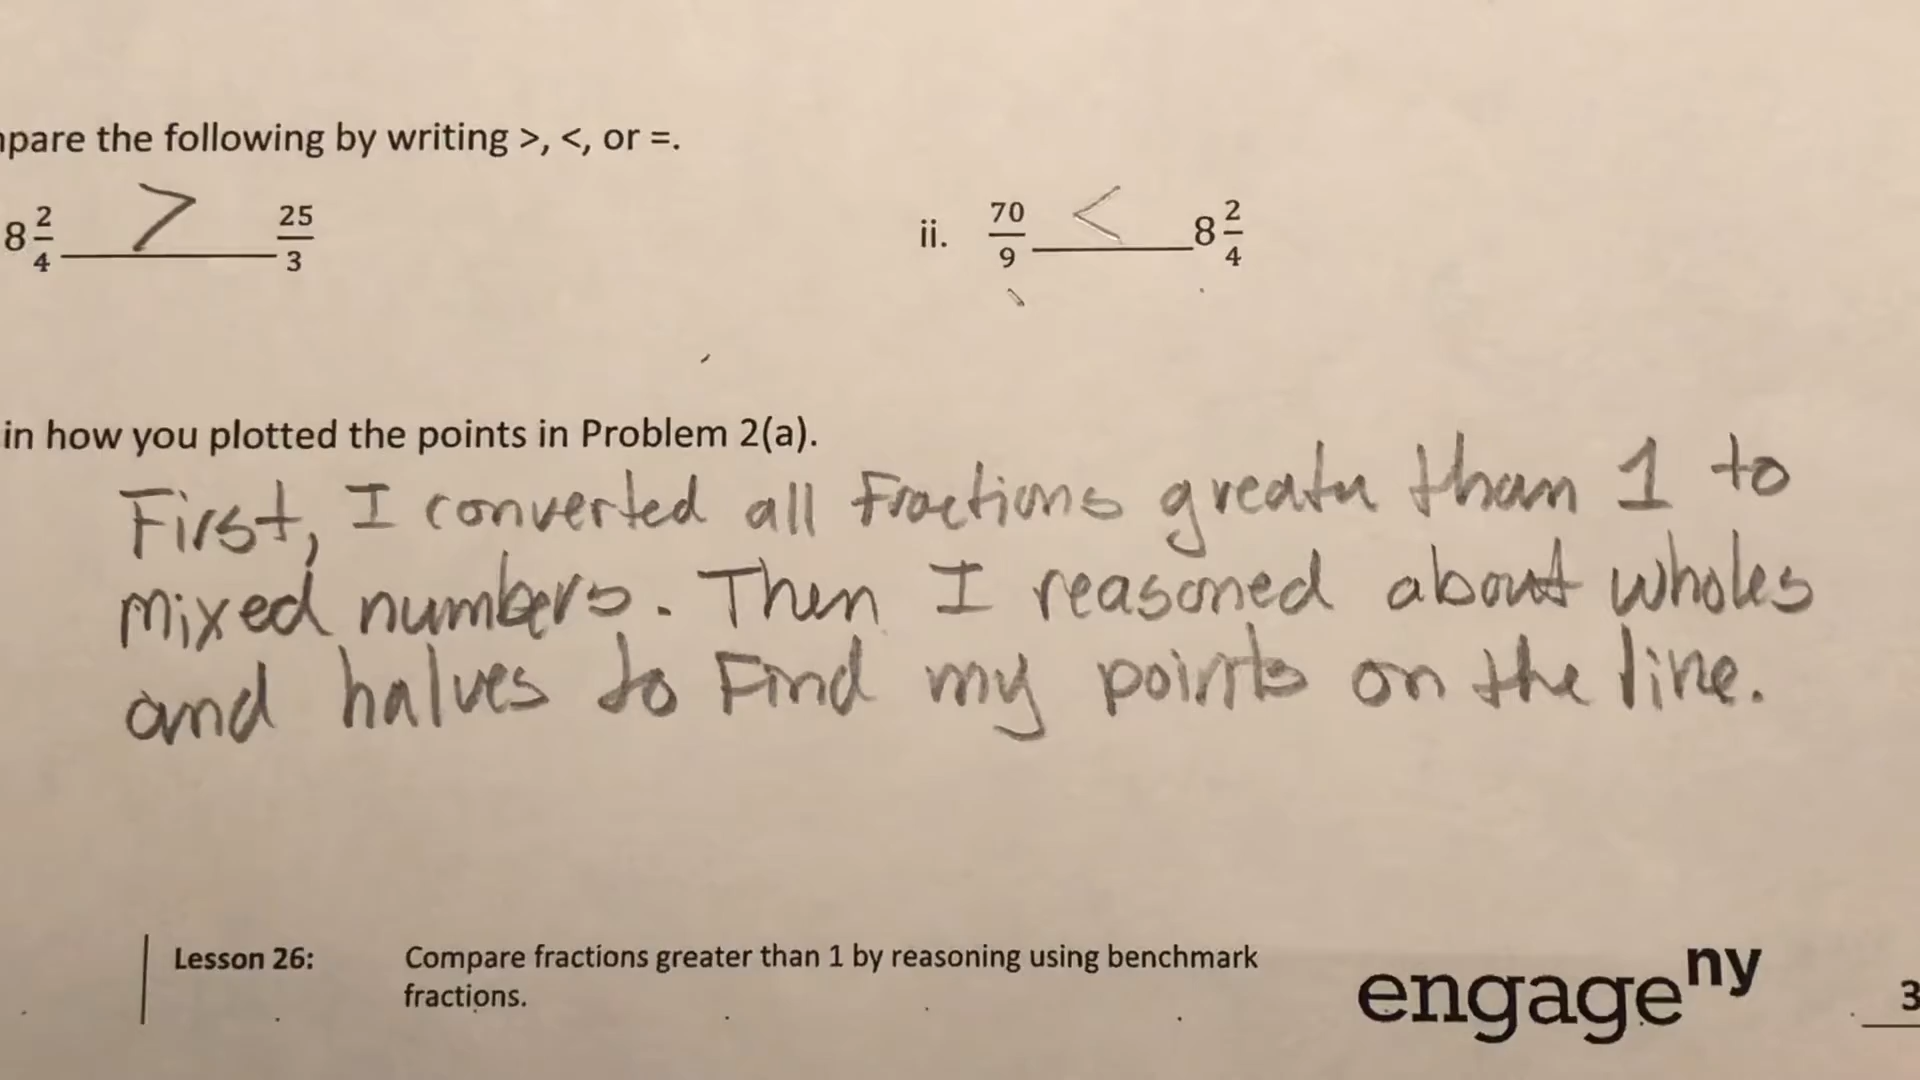 mpare the following by writing >, <, or =.
8 2/4 > 25/3
ii. 70/9 < 8 2/4
in how you plotted the points in Problem 2(a).
First, I converted all fractions greater than 1 to
mixed numbers. Then I reasoned about wholes
and halves to find my points on the line.
Lesson 26: Compare fractions greater than 1 by reasoning using benchmark
fractions.
engage ny
3